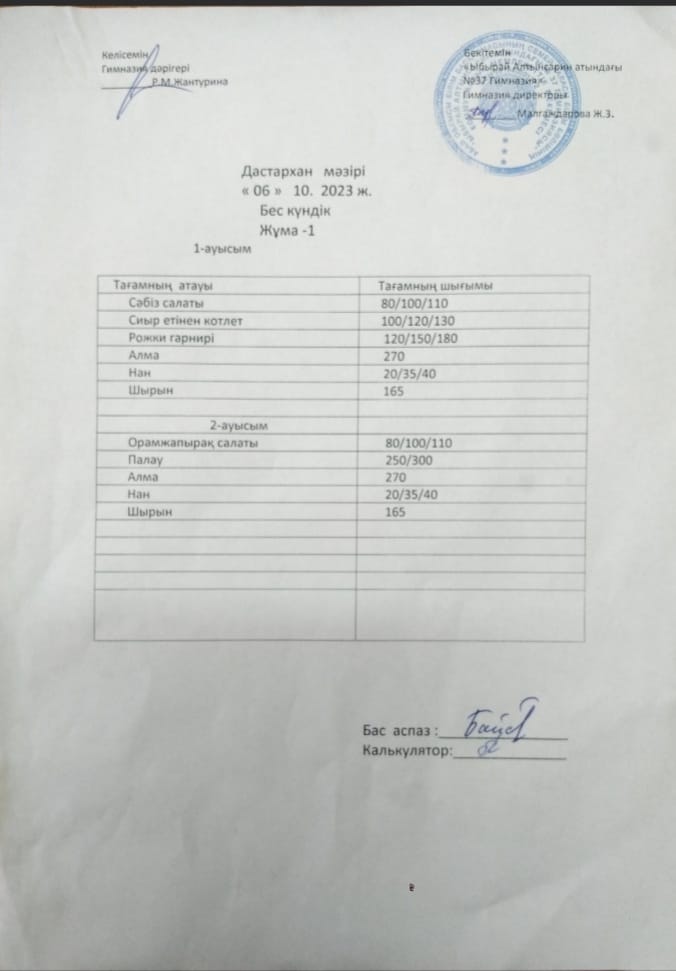 Келісемін
Гимназия дәрігері
Р.М.Жантурина
Бекітемін
«Ыбырай Алтынсарин атындағы
№37 Гимназия»
Гимназия директоры
Малгаждарова Ж.З.
Дастархан мәзірі
« 06 » 10. 2023 ж.
Бес күндік
Жұма -1
1-ауысым
Тағамның атауы Тағамның шығымы
Сәбіз салаты 80/100/110
Сиыр етінен котлет 100/120/130
Рожки гарнирі 120/150/180
Алма 270
Нан 20/35/40
Шырын 165
2-ауысым
Орамжапырақ салаты 80/100/110
Палау 250/300
Алма 270
Нан 20/35/40
Шырын 165
Бас аспаз :
Калькулятор: